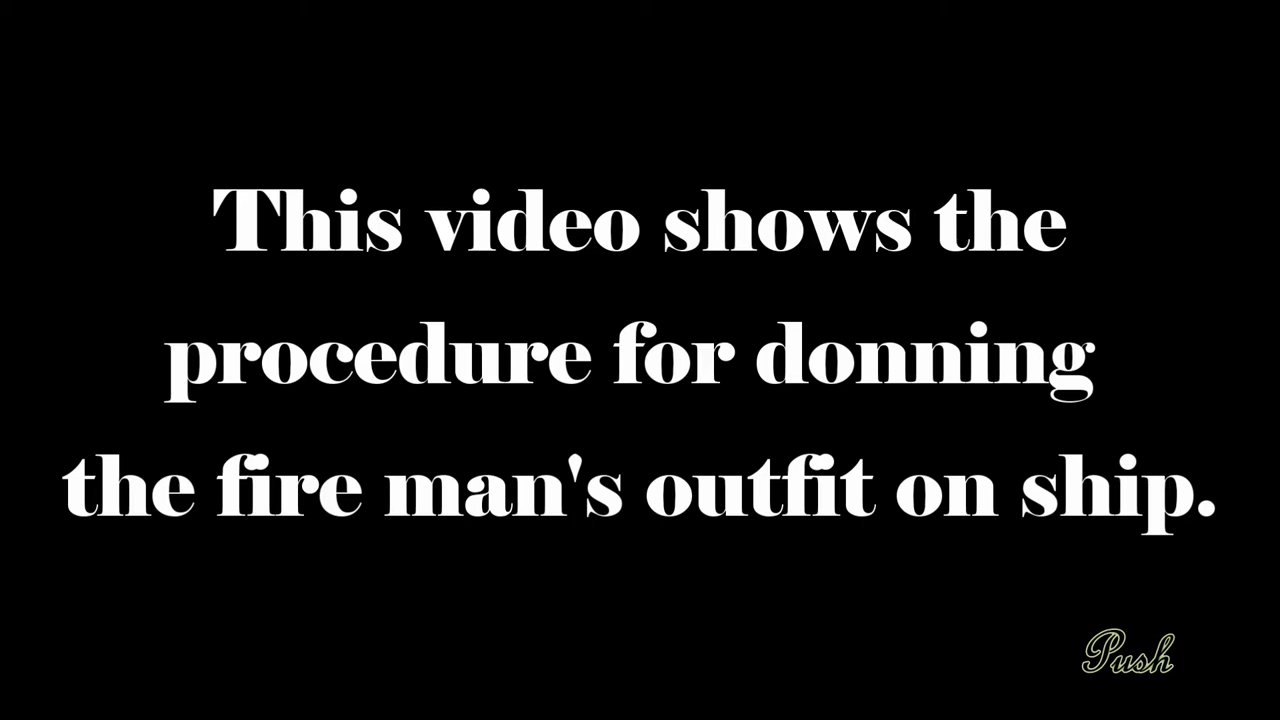 This video shows the
procedure for donning
the fire man's outfit on ship.
Push